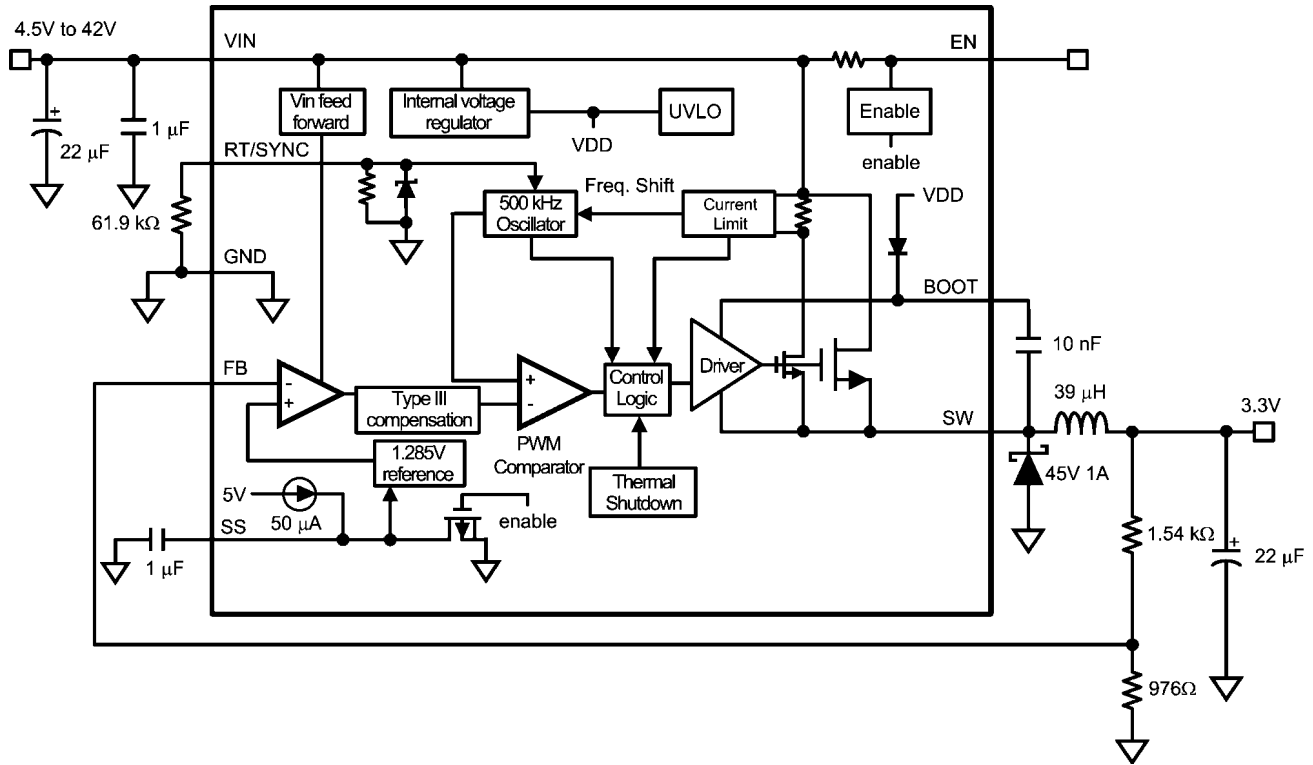 4.5V to 42V
VIN
EN
Vin feed
forward
Internal voltage
regulator
UVLO
VDD
Enable
enable
+
22 μF
1 μF
RT/SYNC
61.9 kΩ
GND
500 kHz
Oscillator
Freq. Shift
Current
Limit
VDD
BOOT
10 nF
FB
-
+
Type III
compensation
+
-
PWM
Comparator
Control
Logic
Driver
SW
39 μH
3.3V
1.285V
reference
Thermal
Shutdown
45V 1A
5V
50 μA
enable
SS
1 μF
1.54 kΩ
+
22 μF
976Ω